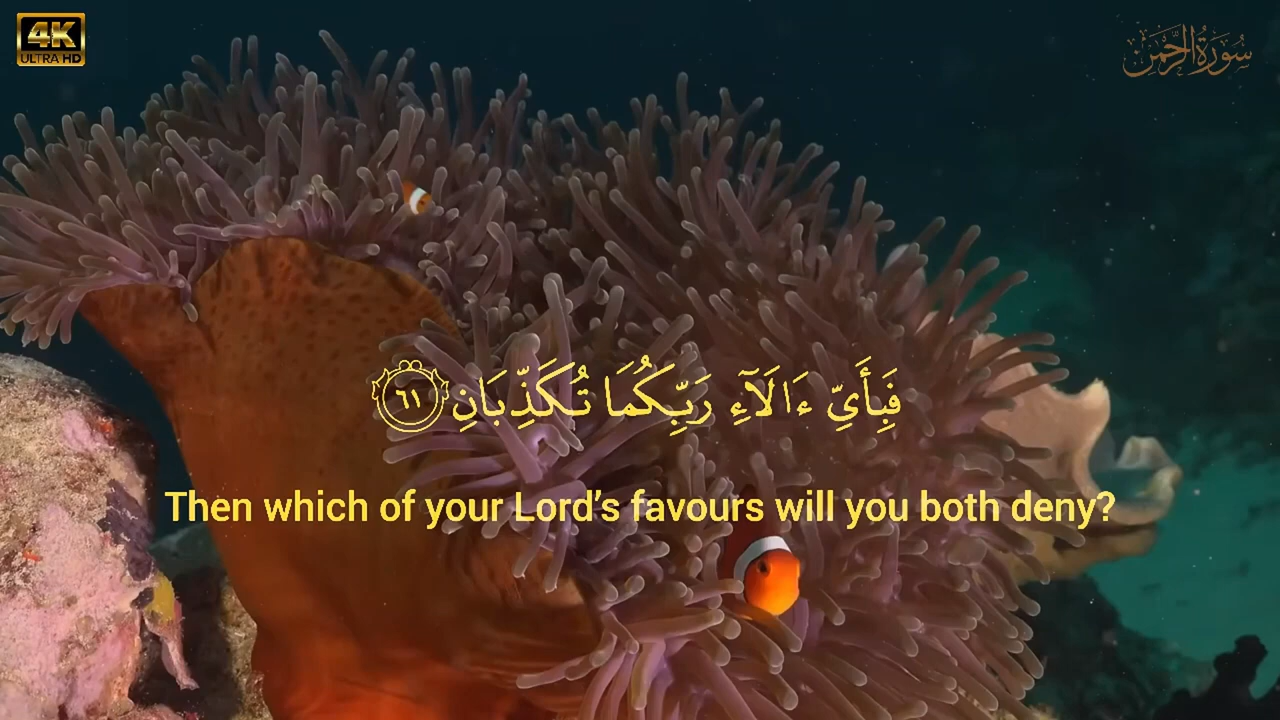 4K
ULTRA HD
سُورَةُ الرَّحْمَٰن
فَبِأَيِّ ءَالَآءِ رَبِّكُمَا تُكَذِّبَانِ ٦١
Then which of your Lord’s favours will you both deny?